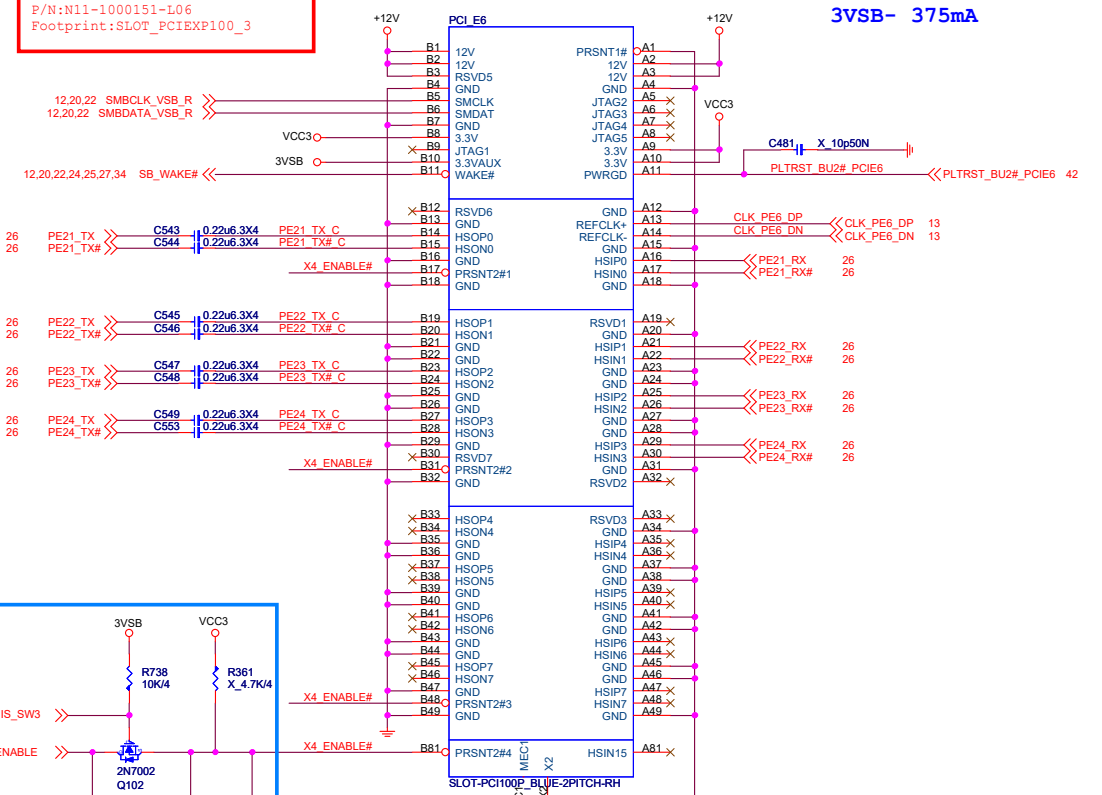 P/N:N11-1000151-L06
Footprint:SLOT_PCIEXP100_3
3VSB- 375mA
+12V PCI_E6 +12V
B1 12V PRSNT1# A1
B2 12V 12V A2
B3 RSVD5 12V A3
B4 GND GND A4
12,20,22 SMBCLK_VSB_R B5 SMCLK JTAG2 A5
12,20,22 SMBDATA_VSB_R B6 SMDAT JTAG3 A6
VCC3
B7 GND JTAG4 A7
VCC3 B8 3.3V JTAG5 A8
B9 JTAG1 3.3V A9
C481 X_10p50N
3VSB B10 3.3VAUX 3.3V A10
12,20,22,24,25,27,34 SB_WAKE# B11 WAKE# PWRGD A11 PLTRST_BU2#_PCIE6 PLTRST_BU2#_PCIE6 42
B12 RSVD6 GND A12
B13 GND REFCLK+ A13 CLK_PE6_DP CLK_PE6_DP 13
26 PE21_TX C543 0.22u6.3X4 PE21_TX_C B14 HSOP0 REFCLK- A14 CLK_PE6_DN CLK_PE6_DN 13
26 PE21_TX# C544 0.22u6.3X4 PE21_TX#_C B15 HSON0 GND A15
B16 GND HSIP0 A16 PE21_RX 26
X4_ENABLE# B17 PRSNT2#1 HSIN0 A17 PE21_RX# 26
B18 GND GND A18
26 PE22_TX C545 0.22u6.3X4 PE22_TX_C B19 HSOP1 RSVD1 A19
26 PE22_TX# C546 0.22u6.3X4 PE22_TX#_C B20 HSON1 GND A20
B21 GND HSIP1 A21 PE22_RX 26
B22 GND HSIN1 A22 PE22_RX# 26
26 PE23_TX C547 0.22u6.3X4 PE23_TX_C B23 HSOP2 GND A23
26 PE23_TX# C548 0.22u6.3X4 PE23_TX#_C B24 HSON2 GND A24
B25 GND HSIP2 A25 PE23_RX 26
B26 GND HSIN2 A26 PE23_RX# 26
26 PE24_TX C549 0.22u6.3X4 PE24_TX_C B27 HSOP3 GND A27
26 PE24_TX# C553 0.22u6.3X4 PE24_TX#_C B28 HSON3 GND A28
B29 GND HSIP3 A29 PE24_RX 26
B30 RSVD7 HSIN3 A30 PE24_RX# 26
X4_ENABLE# B31 PRSNT2#2 GND A31
B32 GND RSVD2 A32
B33 HSOP4 RSVD3 A33
B34 HSON4 GND A34
B35 GND HSIP4 A35
B36 GND HSIN4 A36
B37 HSOP5 GND A37
B38 HSON5 GND A38
B39 GND HSIP5 A39
B40 GND HSIN5 A40
B41 HSOP6 GND A41
B42 HSON6 GND A42
B43 GND HSIP6 A43
B44 GND HSIN6 A44
B45 HSOP7 GND A45
B46 HSON7 GND A46
B47 GND HSIP7 A47
X4_ENABLE# B48 PRSNT2#3 HSIN7 A48
B49 GND GND A49
X4_ENABLE# B81 PRSNT2#4 HSIN15 A81
MEC1
X2
SLOT-PCI100P_BLUE-2PITCH-RH
3VSB VCC3
R738 R361
10K/4 X_4.7K/4
IS_SW3
ENABLE
2N7002
Q102